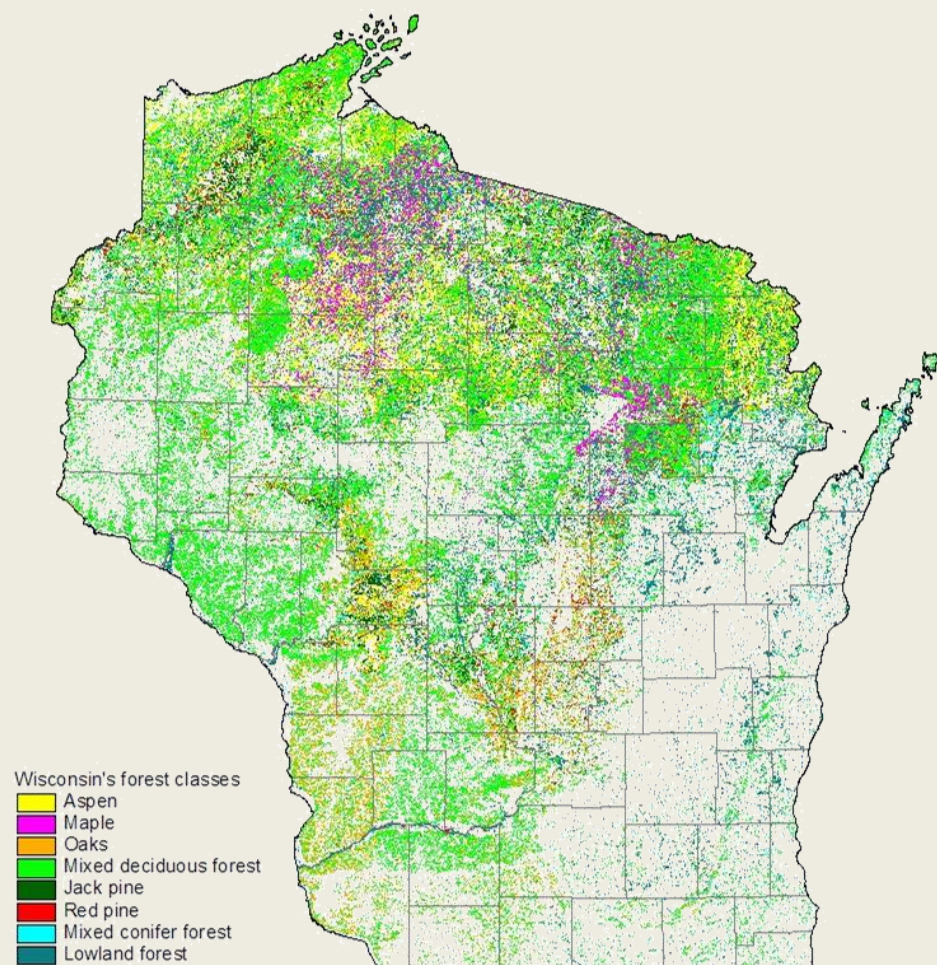 Wisconsin's forest classes
Aspen
Maple
Oaks
Mixed deciduous forest
Jack pine
Red pine
Mixed conifer forest
Lowland forest